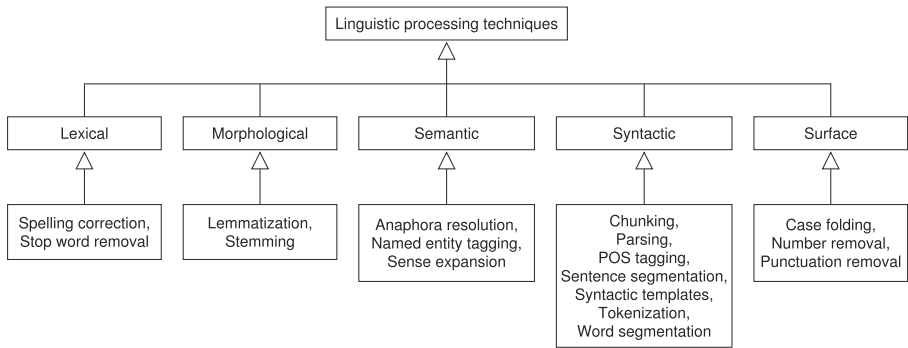 Linguistic processing techniques
Lexical
Morphological
Semantic
Syntactic
Surface
Spelling correction,
Stop word removal
Lemmatization,
Stemming
Anaphora resolution,
Named entity tagging,
Sense expansion
Chunking,
Parsing,
POS tagging,
Sentence segmentation,
Syntactic templates,
Tokenization,
Word segmentation
Case folding,
Number removal,
Punctuation removal